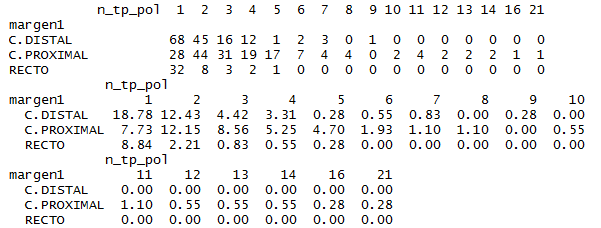 n_tp_pol 1 2 3 4 5 6 7 8 9 10 11 12 13 14 16 21
margen1
C.DISTAL 68 45 16 12 1 2 3 0 1 0 0 0 0 0 0 0
C.PROXIMAL 28 44 31 19 17 7 4 4 0 2 4 2 2 2 1 1
RECTO 32 8 3 2 1 0 0 0 0 0 0 0 0 0 0 0
n_tp_pol
margen1 1 2 3 4 5 6 7 8 9 10
C.DISTAL 18.78 12.43 4.42 3.31 0.28 0.55 0.83 0.00 0.28 0.00
C.PROXIMAL 7.73 12.15 8.56 5.25 4.70 1.93 1.10 1.10 0.00 0.55
RECTO 8.84 2.21 0.83 0.55 0.28 0.00 0.00 0.00 0.00 0.00
n_tp_pol
margen1 11 12 13 14 16 21
C.DISTAL 0.00 0.00 0.00 0.00 0.00 0.00
C.PROXIMAL 1.10 0.55 0.55 0.55 0.28 0.28
RECTO 0.00 0.00 0.00 0.00 0.00 0.00